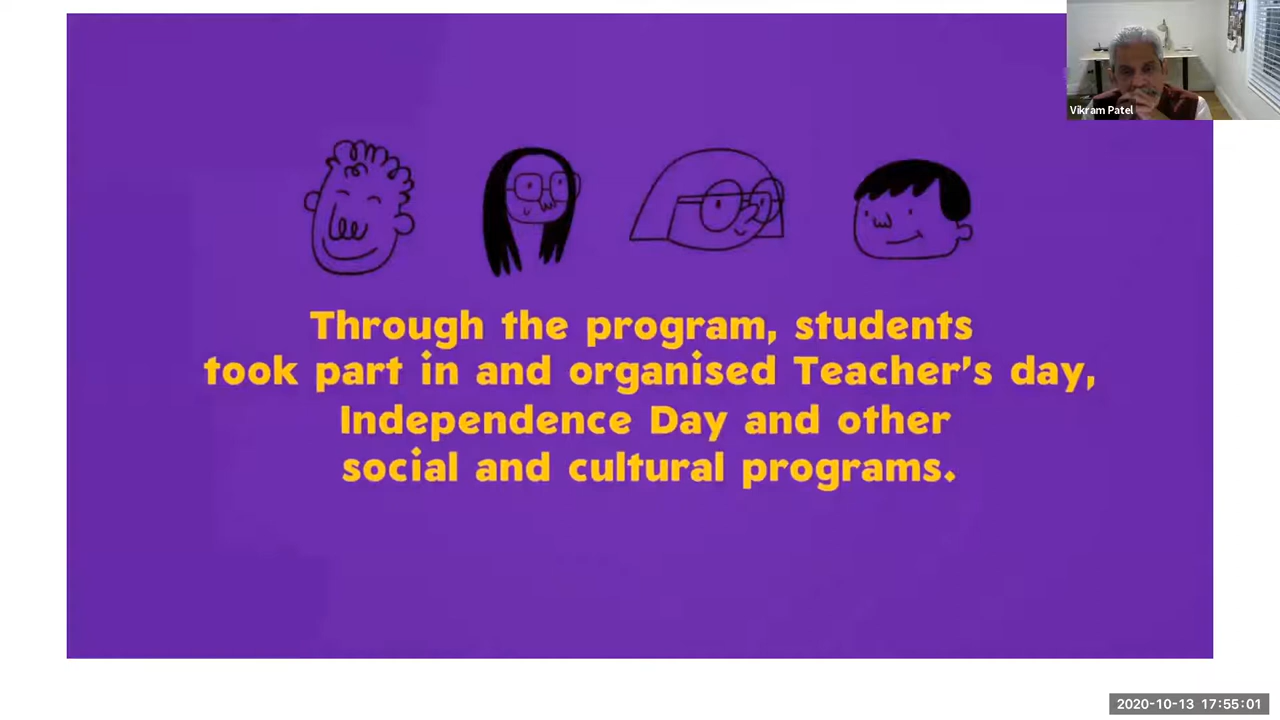 Vikram Patel
Through the program, students
took part in and organised Teacher's day,
Independence Day and other
social and cultural programs.
2020-10-13 17:55:01